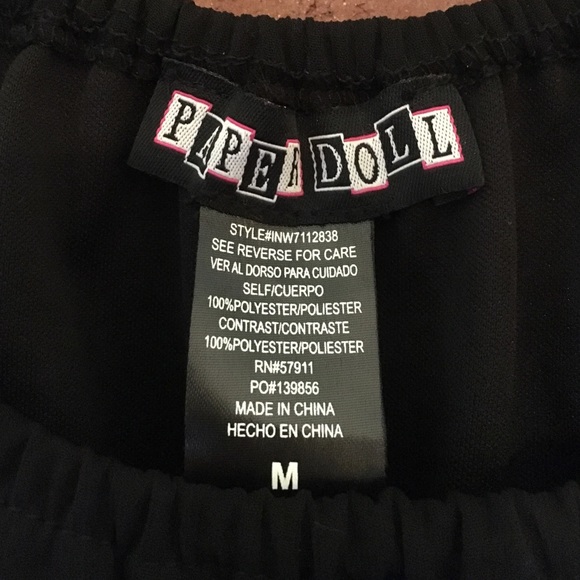 PAPER DOLL
STYLE#INW7112838
SEE REVERSE FOR CARE
VER AL DORSO PARA CUIDADO
SELF/CUERPO
100%POLYESTER/POLIESTER
CONTRAST/CONTRASTE
100%POLYESTER/POLIESTER
RN#57911
PO#139856
MADE IN CHINA
HECHO EN CHINA
M